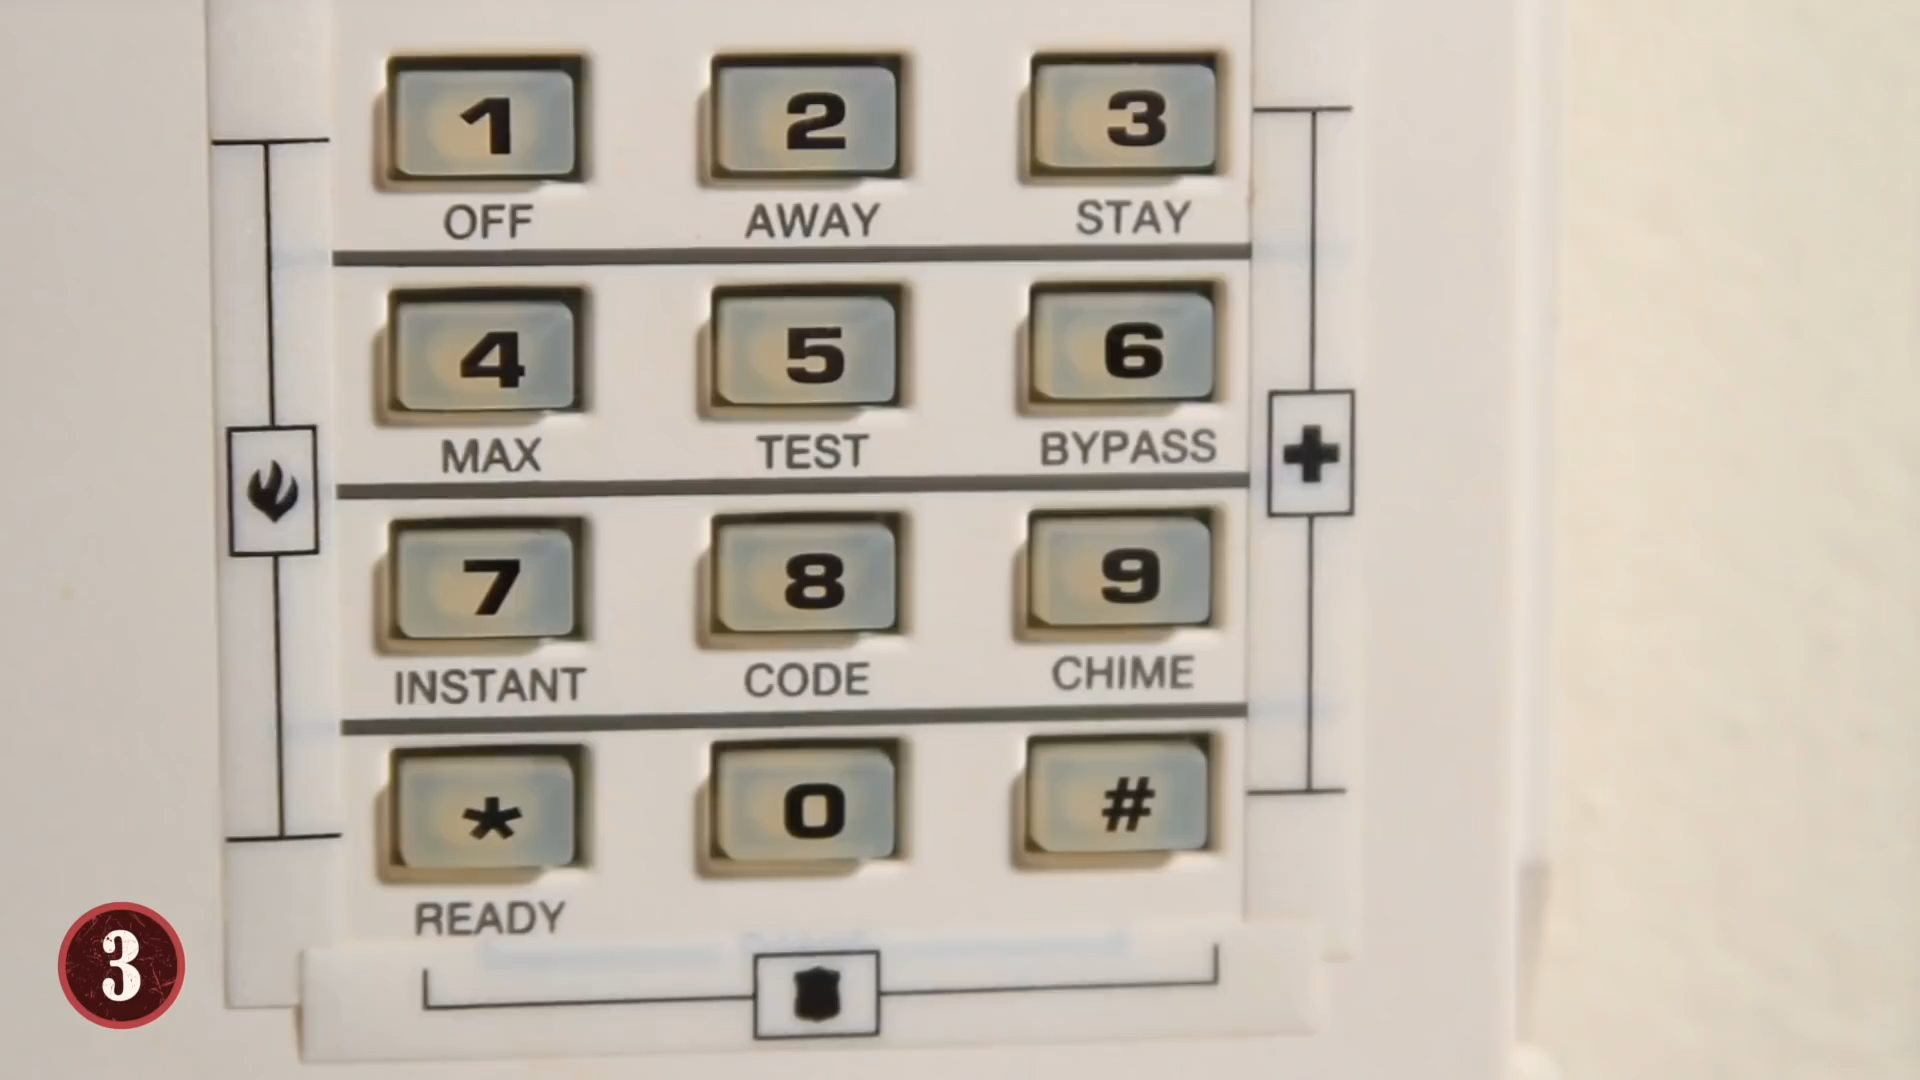 1 2 3
OFF AWAY STAY
4 5 6
MAX TEST BYPASS
7 8 9
INSTANT CODE CHIME
* 0 #
READY
3